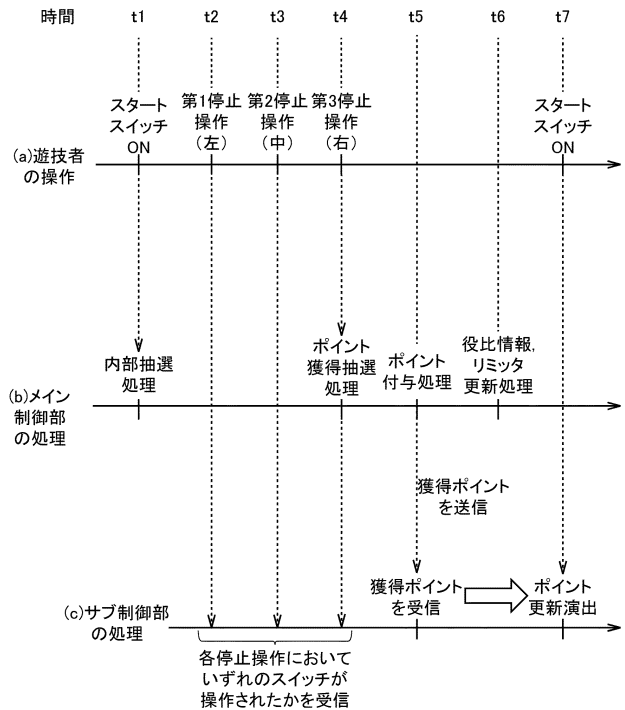 時間 t1 t2 t3 t4 t5 t6 t7
スタート
スイッチ
ON
第1停止
操作
(左)
第2停止
操作
(中)
第3停止
操作
(右)
スタート
スイッチ
ON
(a)遊技者
の操作
内部抽選
処理
ポイント
獲得抽選
処理
ポイント
付与処理
役比情報,
リミッタ
更新処理
(b)メイン
制御部
の処理
獲得ポイント
を送信
獲得ポイント
を受信
ポイント
更新演出
(c)サブ制御部
の処理
各停止操作において
いずれのスイッチが
操作されたかを受信